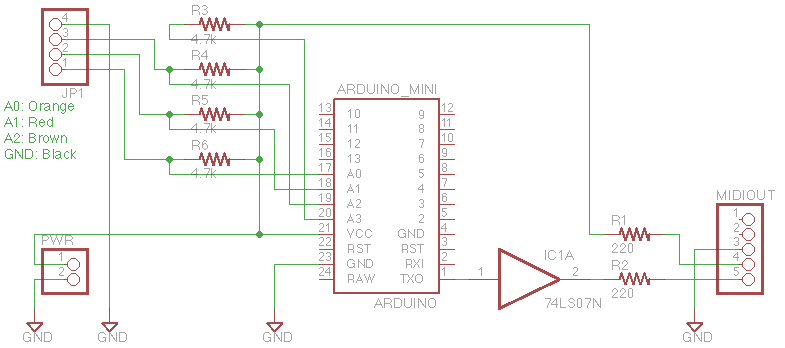 4
3
2
1
JP1
A0: Orange
A1: Red
A2: Brown
GND: Black
R3
4.7k
R4
4.7k
R5
4.7k
R6
4.7k
ARDUINO_MINI
13 10 9 12
14 11 8 11
15 12 7 10
16 13 6 9
17 A0 5 8
18 A1 4 7
19 A2 3 6
20 A3 2 5
21 VCC GND 4
22 RST RST 3
23 GND RXI 2
24 RAW TXO 1
ARDUINO
PWR
1
2
1
IC1A
2
74LS07N
R1
220
R2
220
MIDIOUT
1
2
3
4
5
GND
GND
GND
GND